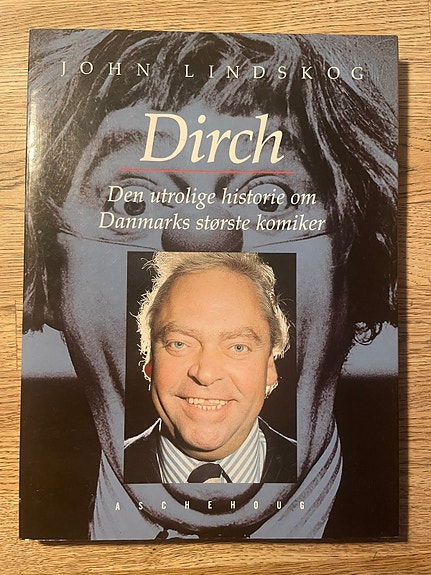 JOHN LINDSKOG
Dirch
Den utrolige historie om
Danmarks største komiker
ASCHEHOUG